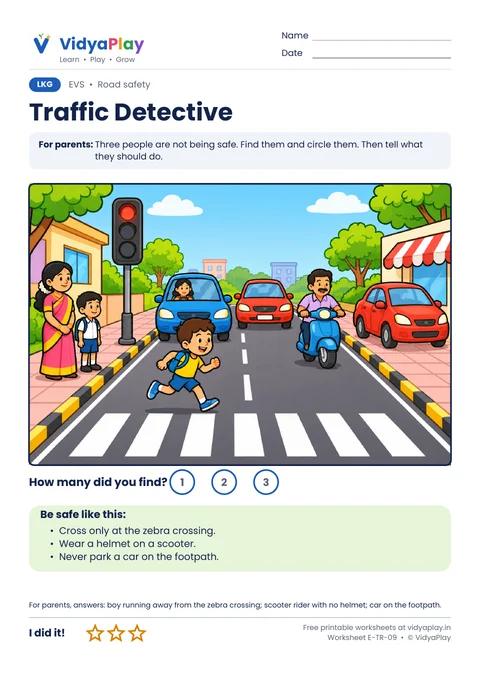 VidyaPlay
Learn • Play • Grow
Name
Date
LKG EVS • Road safety
Traffic Detective
For parents: Three people are not being safe. Find them and circle them. Then tell what
they should do.
How many did you find? 1 2 3
Be safe like this:
• Cross only at the zebra crossing.
• Wear a helmet on a scooter.
• Never park a car on the footpath.
For parents, answers: boy running away from the zebra crossing; scooter rider with no helmet; car on the footpath.
I did it!
Free printable worksheets at vidyaplay.in
Worksheet E-TR-09 • © VidyaPlay